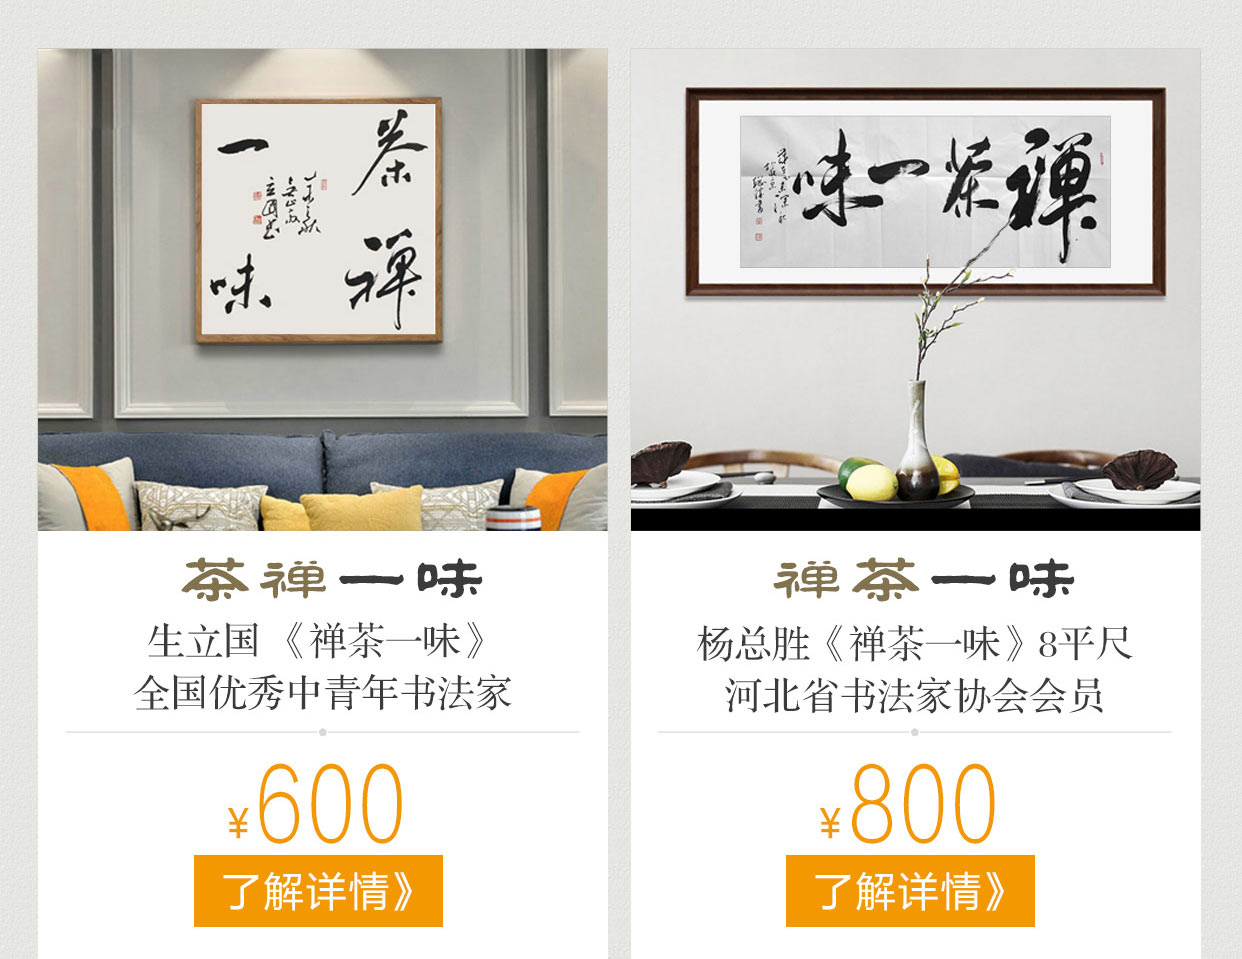 茶禅
一味
禅茶一味
茶禅一味
生立国《禅茶一味》
全国优秀中青年书法家
¥600
了解详情》
禅茶一味
杨总胜《禅茶一味》8平尺
河北省书法家协会会员
¥800
了解详情》